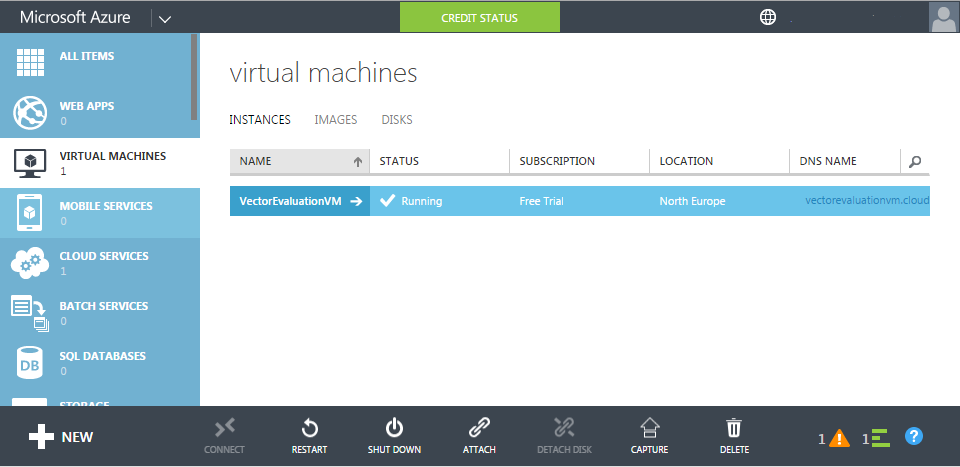 Microsoft Azure CREDIT STATUS
ALL ITEMS
WEB APPS
0
VIRTUAL MACHINES
1
MOBILE SERVICES
0
CLOUD SERVICES
1
BATCH SERVICES
0
SQL DATABASES
DB
0
virtual machines
INSTANCES IMAGES DISKS
NAME STATUS SUBSCRIPTION LOCATION DNS NAME
VectorEvaluationVM Running Free Trial North Europe vectorevaluationvm.cloud
NEW CONNECT RESTART SHUT DOWN ATTACH DETACH DISK CAPTURE DELETE 1 1 ?